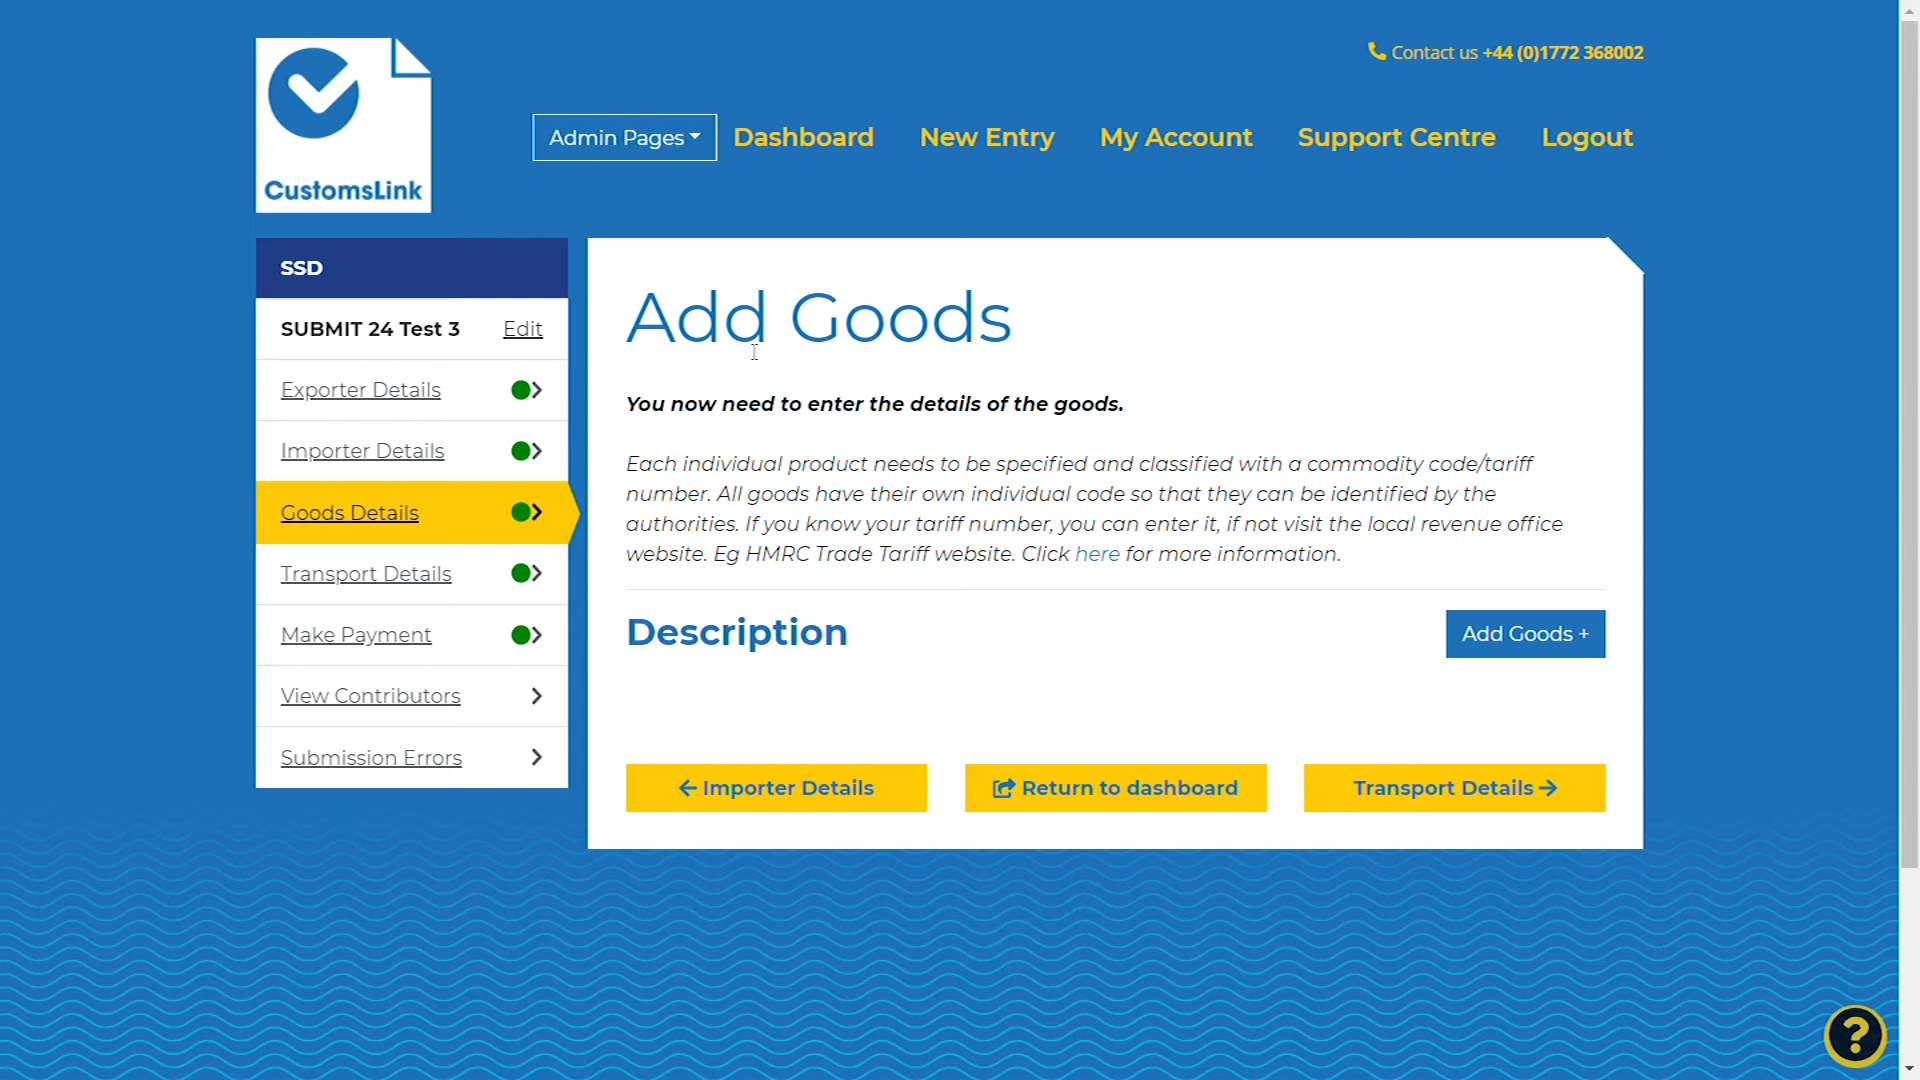 Contact us +44 (0)1772 368002
CustomsLink
Admin Pages
Dashboard
New Entry
My Account
Support Centre
Logout
SSD
SUBMIT 24 Test 3
Edit
Exporter Details
Importer Details
Goods Details
Transport Details
Make Payment
View Contributors
Submission Errors
Add Goods
You now need to enter the details of the goods.
Each individual product needs to be specified and classified with a commodity code/tariff
number. All goods have their own individual code so that they can be identified by the
authorities. If you know your tariff number, you can enter it, if not visit the local revenue office
website. Eg HMRC Trade Tariff website. Click here for more information.
Description
Add Goods +
← Importer Details
Return to dashboard
Transport Details →
?